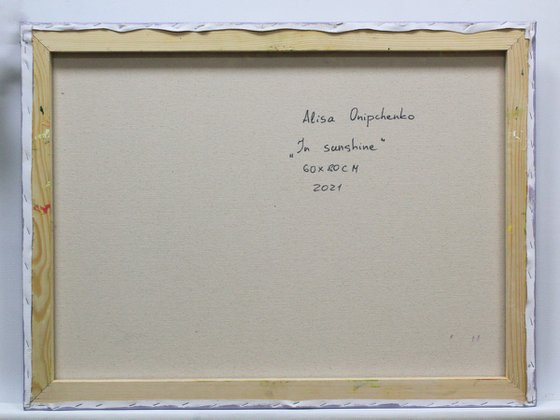 Alisa Onipchenko
„In sunshine“
60x80CM
2021